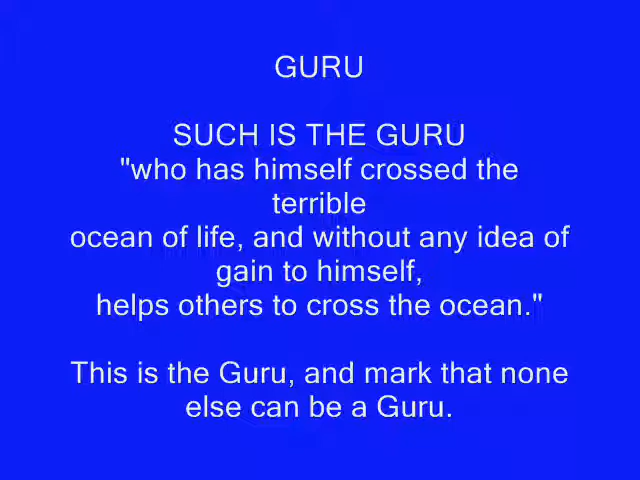 GURU
SUCH IS THE GURU
"who has himself crossed the
terrible
ocean of life, and without any idea of
gain to himself,
helps others to cross the ocean."
This is the Guru, and mark that none
else can be a Guru.